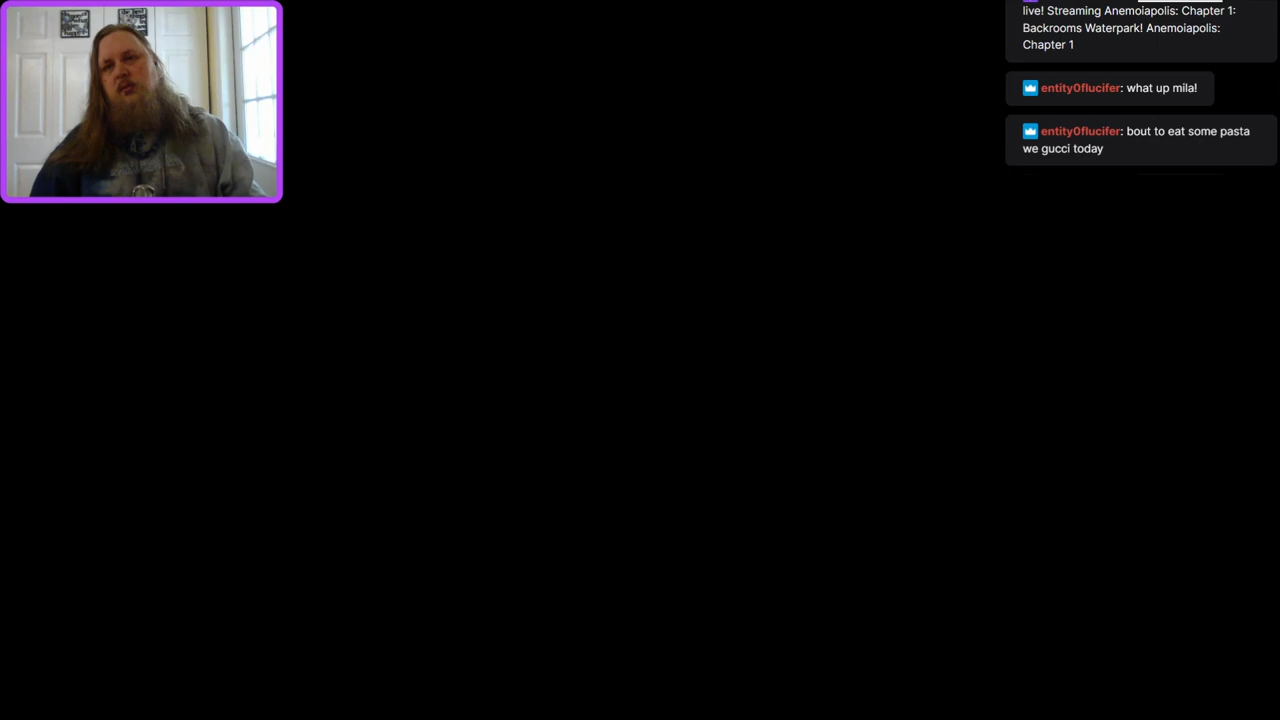 live! Streaming Anemoiapolis: Chapter 1:
Backrooms Waterpark! Anemoiapolis:
Chapter 1
entity0flucifer: what up mila!
entity0flucifer: bout to eat some pasta
we gucci today